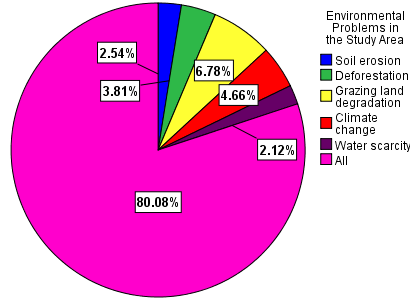 Environmental
Problems in
the Study Area
Soil erosion
Deforestation
Grazing land
degradation
Climate
change
Water scarcity
All
2.54%
3.81%
6.78%
4.66%
2.12%
80.08%